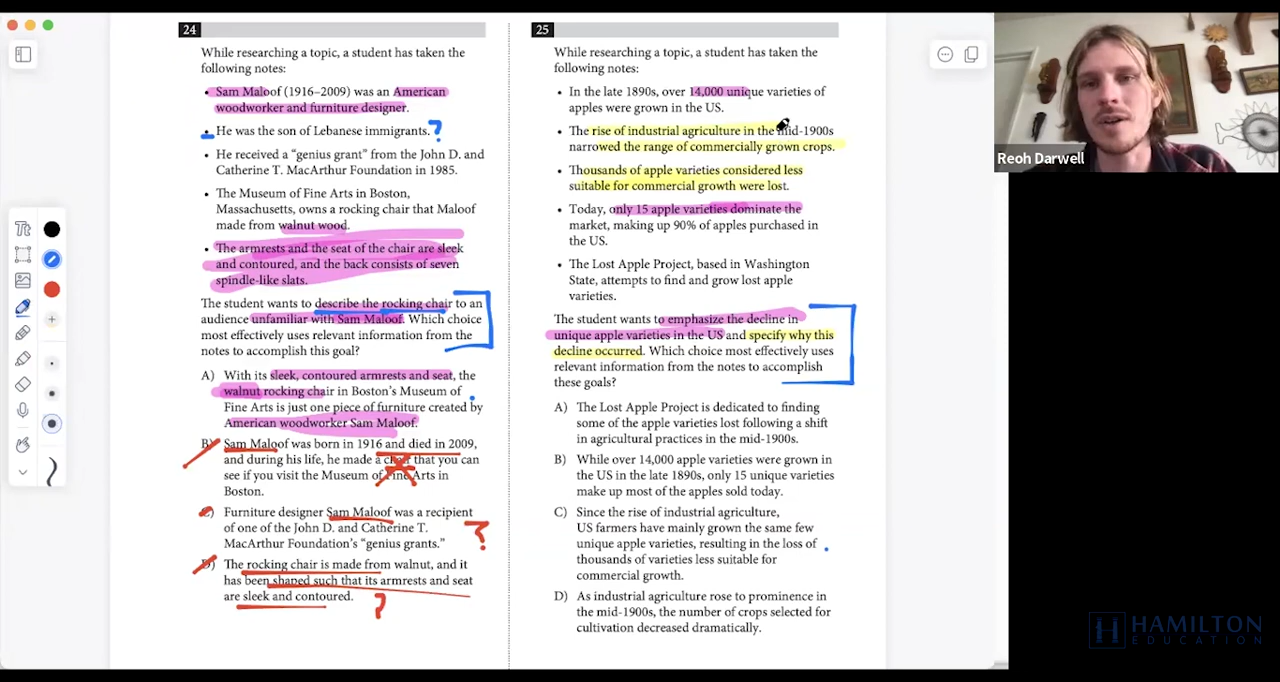 24
While researching a topic, a student has taken the
following notes:
• Sam Maloof (1916–2009) was an American
woodworker and furniture designer.
• He was the son of Lebanese immigrants. ?
• He received a “genius grant” from the John D. and
Catherine T. MacArthur Foundation in 1985.
• The Museum of Fine Arts in Boston,
Massachusetts, owns a rocking chair that Maloof
made from walnut wood.
• The armrests and the seat of the chair are sleek
and contoured, and the back consists of seven
spindle-like slats.
The student wants to describe the rocking chair to an
audience unfamiliar with Sam Maloof. Which choice
most effectively uses relevant information from the
notes to accomplish this goal?
A) With its sleek, contoured armrests and seat, the
walnut rocking chair in Boston’s Museum of
Fine Arts is just one piece of furniture created by
American woodworker Sam Maloof.
B) Sam Maloof was born in 1916 and died in 2009,
and during his life, he made a chair that you can
see if you visit the Museum of Fine Arts in
Boston.
C) Furniture designer Sam Maloof was a recipient
of one of the John D. and Catherine T.
MacArthur Foundation’s “genius grants.” ?
D) The rocking chair is made from walnut, and it
has been shaped such that its armrests and seat
are sleek and contoured. ?
25
While researching a topic, a student has taken the
following notes:
• In the late 1890s, over 14,000 unique varieties of
apples were grown in the US.
• The rise of industrial agriculture in the mid-1900s
narrowed the range of commercially grown crops.
• Thousands of apple varieties considered less
suitable for commercial growth were lost.
• Today, only 15 apple varieties dominate the
market, making up 90% of apples purchased in
the US.
• The Lost Apple Project, based in Washington
State, attempts to find and grow lost apple
varieties.
The student wants to emphasize the decline in
unique apple varieties in the US and specify why this
decline occurred. Which choice most effectively uses
relevant information from the notes to accomplish
these goals?
A) The Lost Apple Project is dedicated to finding
some of the apple varieties lost following a shift
in agricultural practices in the mid-1900s.
B) While over 14,000 apple varieties were grown in
the US in the late 1890s, only 15 unique varieties
make up most of the apples sold today.
C) Since the rise of industrial agriculture,
US farmers have mainly grown the same few
unique apple varieties, resulting in the loss of
thousands of varieties less suitable for
commercial growth.
D) As industrial agriculture rose to prominence in
the mid-1900s, the number of crops selected for
cultivation decreased dramatically.
Reoh Darwell
HAMILTON
EDUCATION